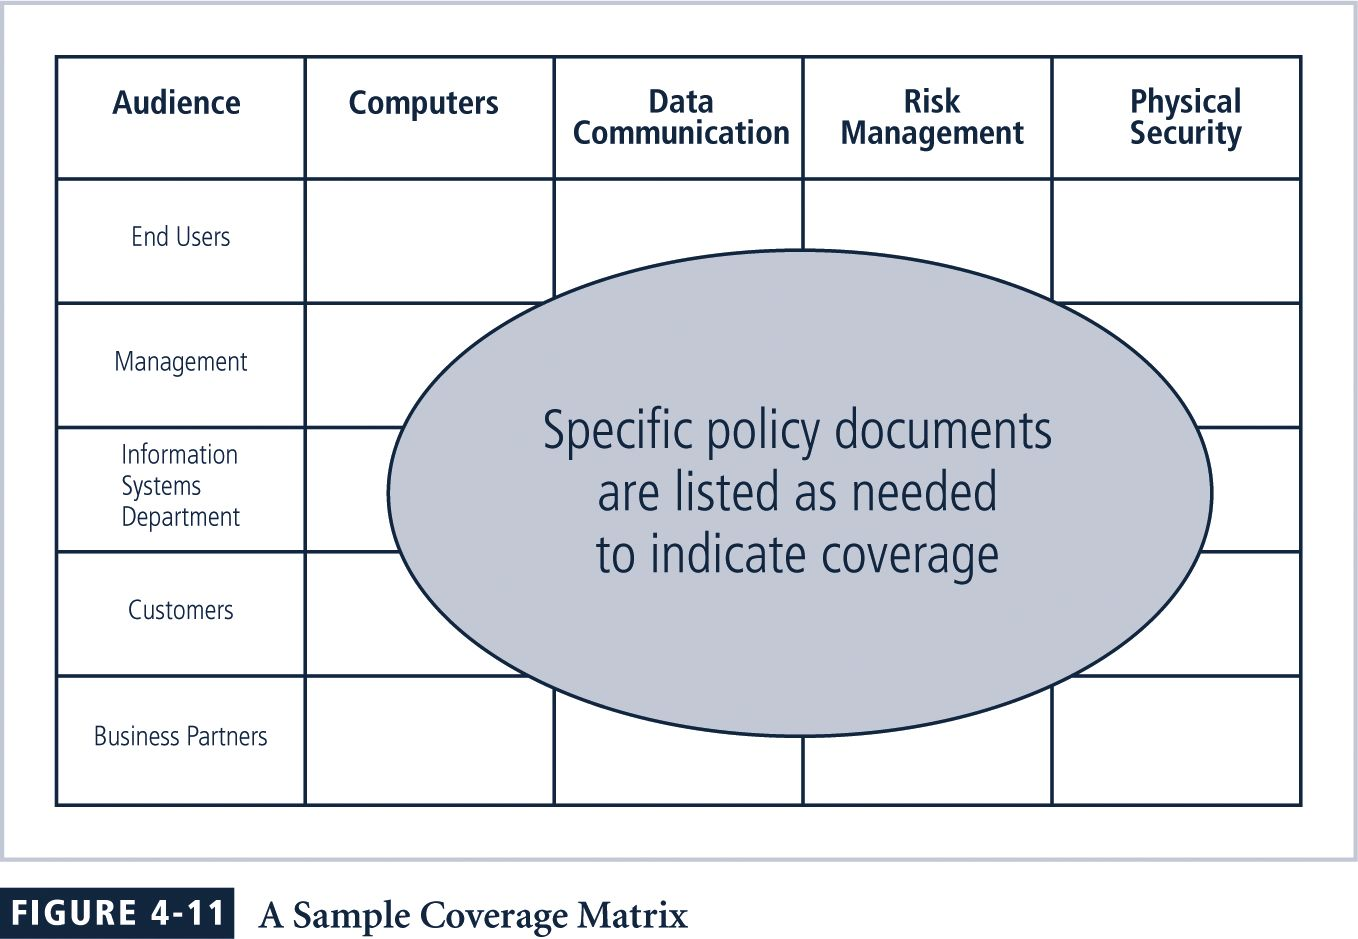 Audience
Computers
Data
Communication
Risk
Management
Physical
Security
End Users
Management
Information
Systems
Department
Customers
Business Partners
Specific policy documents
are listed as needed
to indicate coverage
FIGURE 4-11 A Sample Coverage Matrix